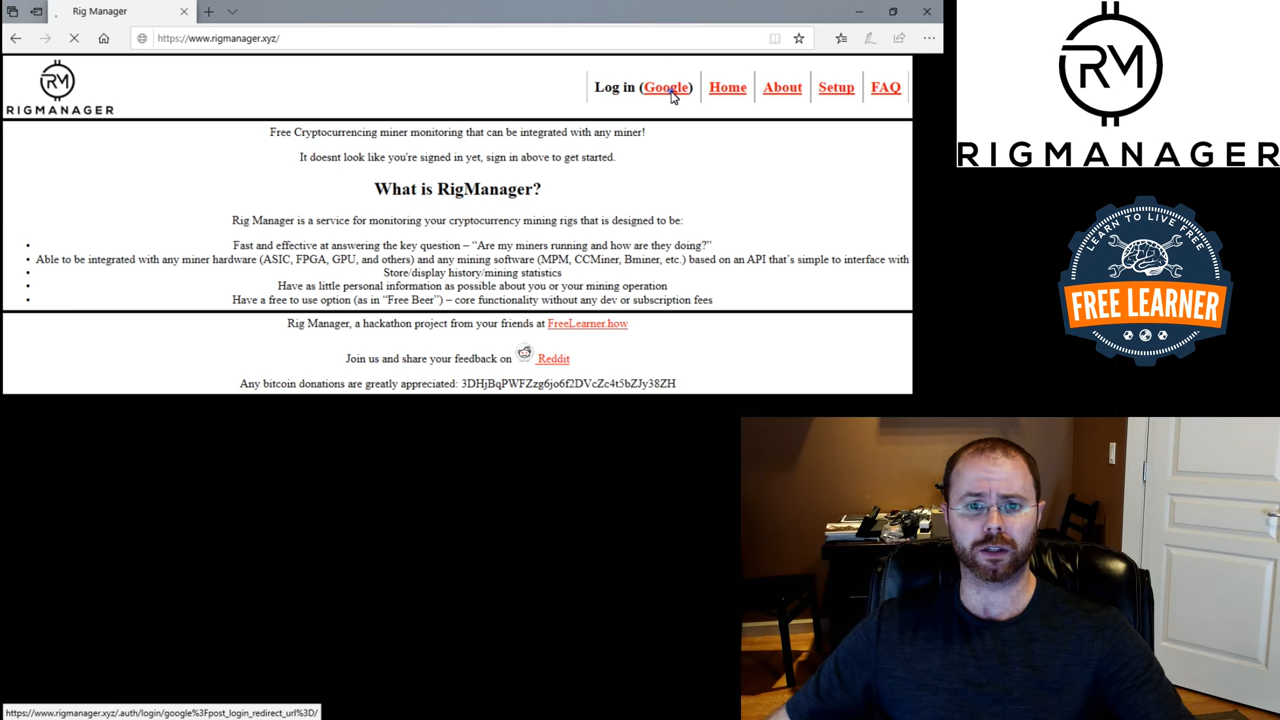 Rig Manager
https://www.rigmanager.xyz/
RM
RIGMANAGER
Log in (Google)
Home
About
Setup
FAQ
Free Cryptocurrencing miner monitoring that can be integrated with any miner!
It doesnt look like you're signed in yet, sign in above to get started.
What is RigManager?
Rig Manager is a service for monitoring your cryptocurrency mining rigs that is designed to be:
• Fast and effective at answering the key question – “Are my miners running and how are they doing?”
• Able to be integrated with any miner hardware (ASIC, FPGA, GPU, and others) and any mining software (MPM, CCMiner, Bminer, etc.) based on an API that’s simple to interface with
• Store/display history/mining statistics
• Have as little personal information as possible about you or your mining operation
• Have a free to use option (as in “Free Beer”) – core functionality without any dev or subscription fees
Rig Manager, a hackathon project from your friends at FreeLearner.how
Join us and share your feedback on Reddit
Any bitcoin donations are greatly appreciated: 3DHjBqPWFZzg6jo6f2DVcZc4t5bZJy38ZH
https://www.rigmanager.xyz/.auth/login/google%3Fpost_login_redirect_url%3D/
RM
RIGMANAGER
LEARN TO LIVE FREE
FREE LEARNER